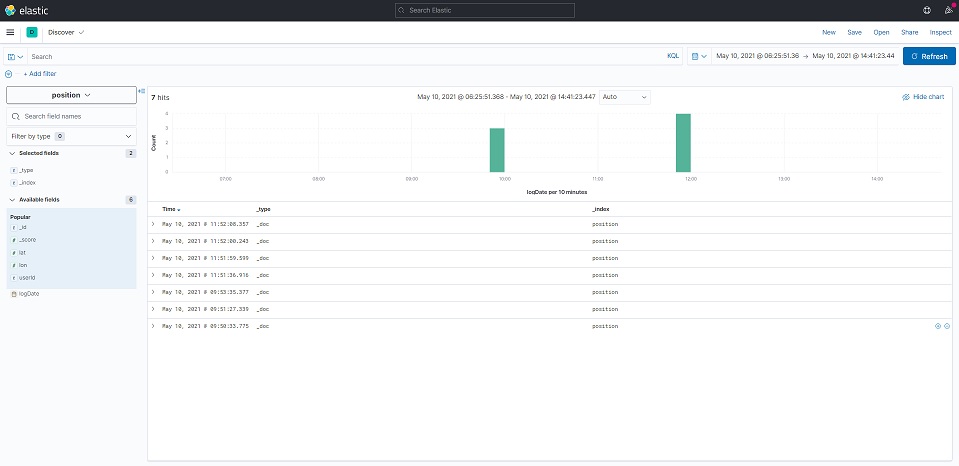 elastic
Search Elastic
D Discover
New Save Open Share Inspect
Search
KQL
May 10, 2021 @ 06:25:51.36 → May 10, 2021 @ 14:41:23.44
Refresh
+ Add filter
position
Search field names
Filter by type 0
Selected fields 2
t _type
t _index
Available fields 6
Popular
t _id
# _score
# lat
# lon
t userId
logDate
7 hits
May 10, 2021 @ 06:25:51.368 - May 10, 2021 @ 14:41:23.447 Auto
Hide chart
Count
4
3
2
1
0
07:00 08:00 09:00 10:00 11:00 12:00 13:00 14:00
logDate per 10 minutes
Time _type _index
May 10, 2021 @ 11:52:08.357 _doc position
May 10, 2021 @ 11:52:00.243 _doc position
May 10, 2021 @ 11:51:59.599 _doc position
May 10, 2021 @ 11:51:36.916 _doc position
May 10, 2021 @ 09:53:35.377 _doc position
May 10, 2021 @ 09:51:27.339 _doc position
May 10, 2021 @ 09:50:33.775 _doc position